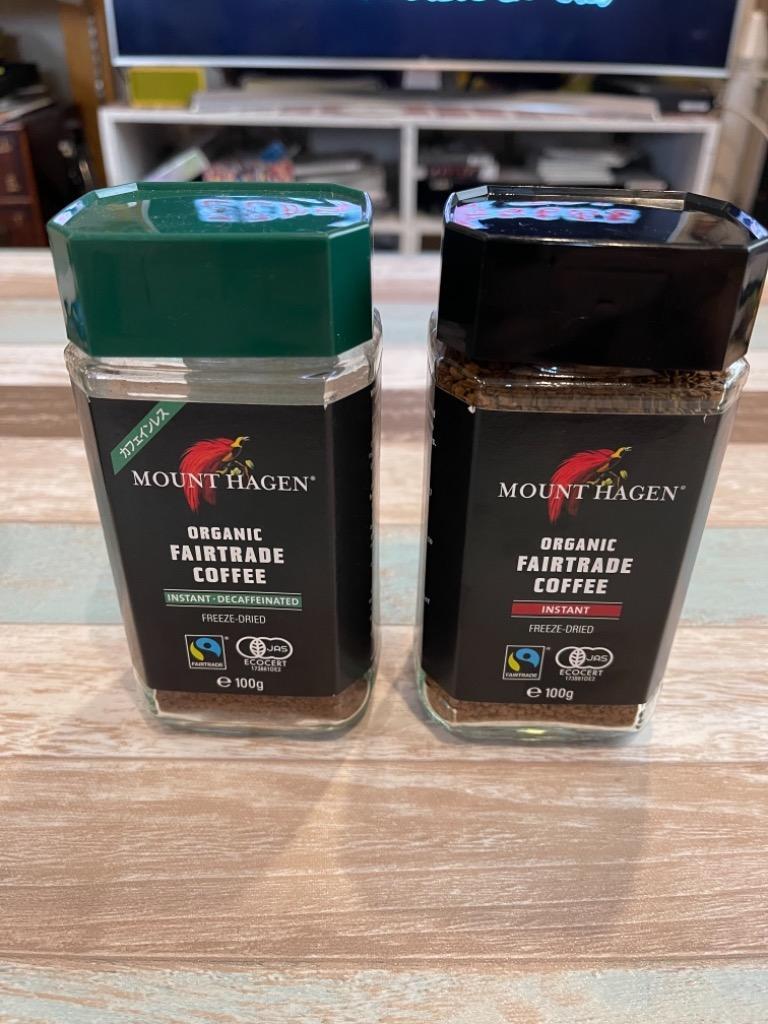 カフェインレス
MOUNT HAGEN®
ORGANIC
FAIRTRADE
COFFEE
INSTANT · DECAFFEINATED
FREEZE-DRIED
FAIRTRADE
JAS
ECOCERT
℮ 100g
MOUNT HAGEN®
ORGANIC
FAIRTRADE
COFFEE
INSTANT
FREEZE-DRIED
FAIRTRADE
JAS
ECOCERT
℮ 100g